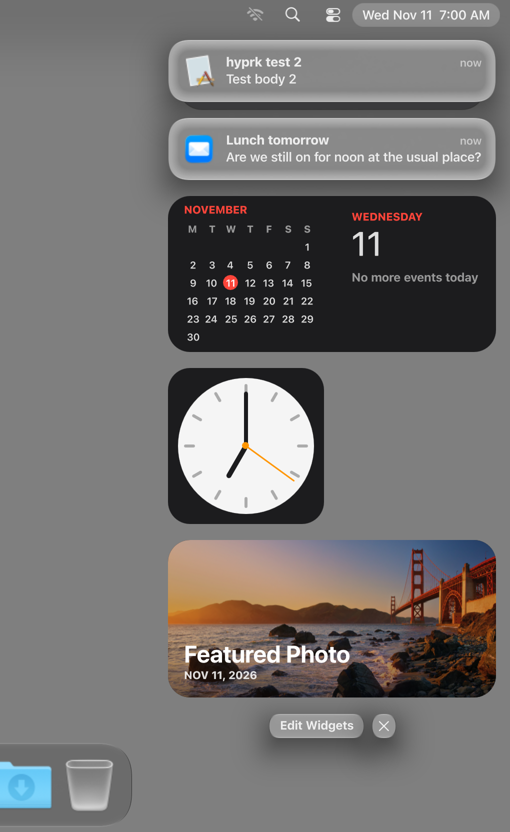 Wed Nov 11 7:00 AM
hyprk test 2 now
Test body 2
Lunch tomorrow now
Are we still on for noon at the usual place?
NOVEMBER
M T W T F S S
1
2 3 4 5 6 7 8
9 10 11 12 13 14 15
16 17 18 19 20 21 22
23 24 25 26 27 28 29
30
WEDNESDAY
11
No more events today
Featured Photo
NOV 11, 2026
Edit Widgets